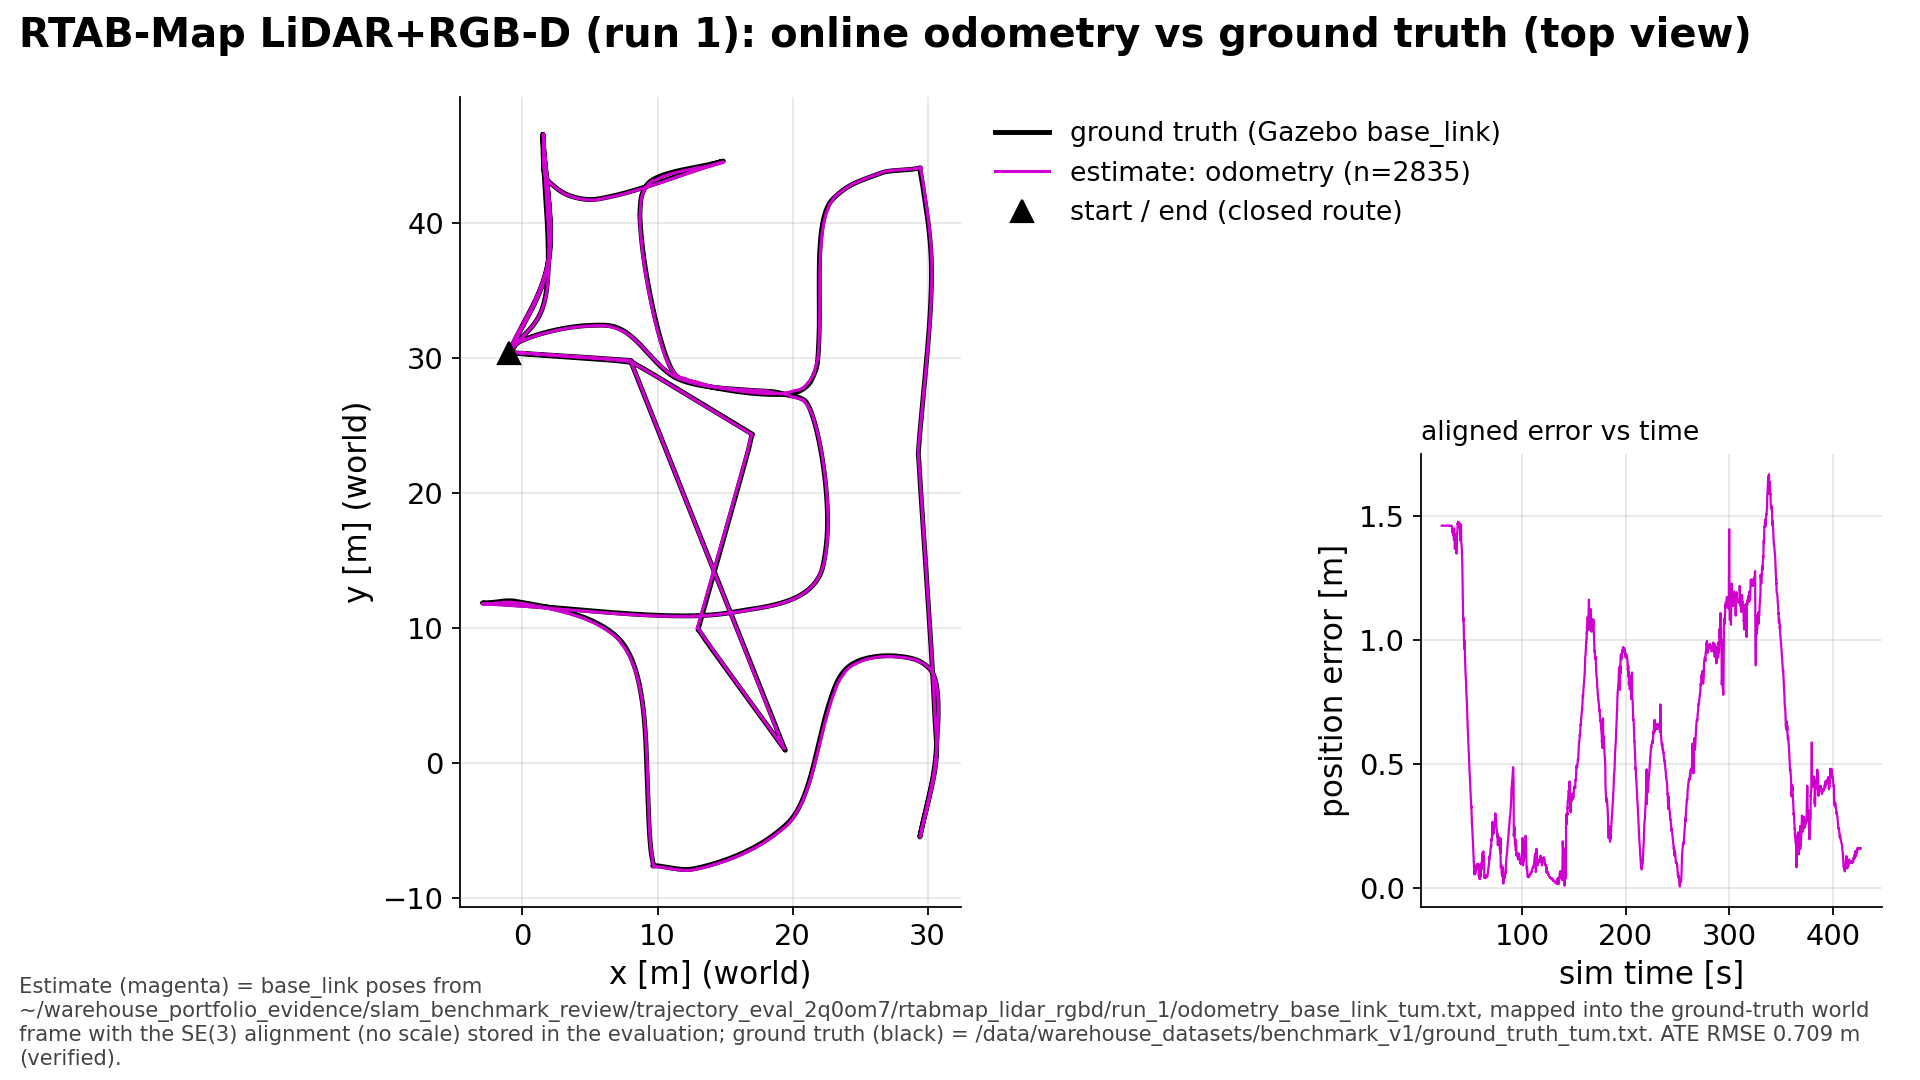 RTAB-Map LiDAR+RGB-D (run 1): online odometry vs ground truth (top view)
ground truth (Gazebo base_link)
estimate: odometry (n=2835)
start / end (closed route)
y [m] (world)
40
30
20
10
0
−10
0 10 20 30
x [m] (world)
aligned error vs time
position error [m]
1.5
1.0
0.5
0.0
100 200 300 400
sim time [s]
Estimate (magenta) = base_link poses from
~/warehouse_portfolio_evidence/slam_benchmark_review/trajectory_eval_2q0om7/rtabmap_lidar_rgbd/run_1/odometry_base_link_tum.txt, mapped into the ground-truth world
frame with the SE(3) alignment (no scale) stored in the evaluation; ground truth (black) = /data/warehouse_datasets/benchmark_v1/ground_truth_tum.txt. ATE RMSE 0.709 m
(verified).